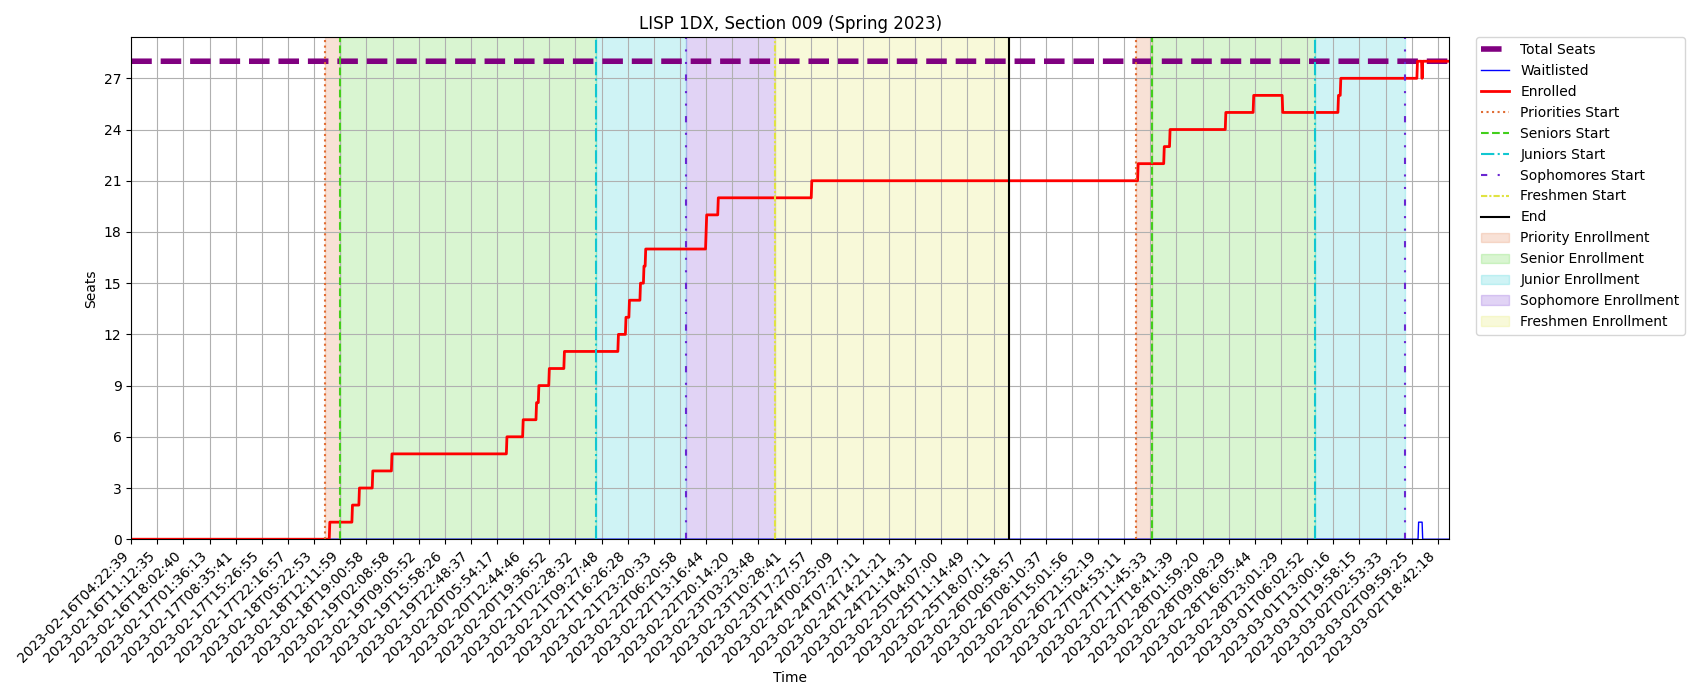 LISP 1DX, Section 009 (Spring 2023)
Seats
27
24
21
18
15
12
9
6
3
0
2023-02-16T04:22:39
2023-02-16T11:12:35
2023-02-16T18:02:40
2023-02-17T01:36:13
2023-02-17T08:35:41
2023-02-17T15:26:55
2023-02-17T22:16:57
2023-02-18T05:22:53
2023-02-18T12:11:59
2023-02-18T19:00:58
2023-02-19T02:08:58
2023-02-19T09:05:52
2023-02-19T15:58:26
2023-02-19T22:48:37
2023-02-20T05:54:17
2023-02-20T12:44:46
2023-02-20T19:36:52
2023-02-21T02:28:32
2023-02-21T09:27:48
2023-02-21T16:26:28
2023-02-21T23:20:33
2023-02-22T06:20:58
2023-02-22T13:16:44
2023-02-22T20:14:20
2023-02-23T03:23:48
2023-02-23T10:28:41
2023-02-23T17:27:57
2023-02-24T00:25:09
2023-02-24T07:27:11
2023-02-24T14:21:21
2023-02-24T21:14:31
2023-02-25T04:07:00
2023-02-25T11:14:49
2023-02-25T18:07:11
2023-02-26T00:58:57
2023-02-26T08:10:37
2023-02-26T15:01:56
2023-02-26T21:52:19
2023-02-27T04:53:11
2023-02-27T11:45:33
2023-02-27T18:41:39
2023-02-28T01:59:20
2023-02-28T09:08:29
2023-02-28T16:05:44
2023-02-28T23:01:29
2023-03-01T06:02:52
2023-03-01T13:00:16
2023-03-01T19:58:15
2023-03-02T02:53:33
2023-03-02T09:59:25
2023-03-02T18:42:18
Time
Total Seats
Waitlisted
Enrolled
Priorities Start
Seniors Start
Juniors Start
Sophomores Start
Freshmen Start
End
Priority Enrollment
Senior Enrollment
Junior Enrollment
Sophomore Enrollment
Freshmen Enrollment